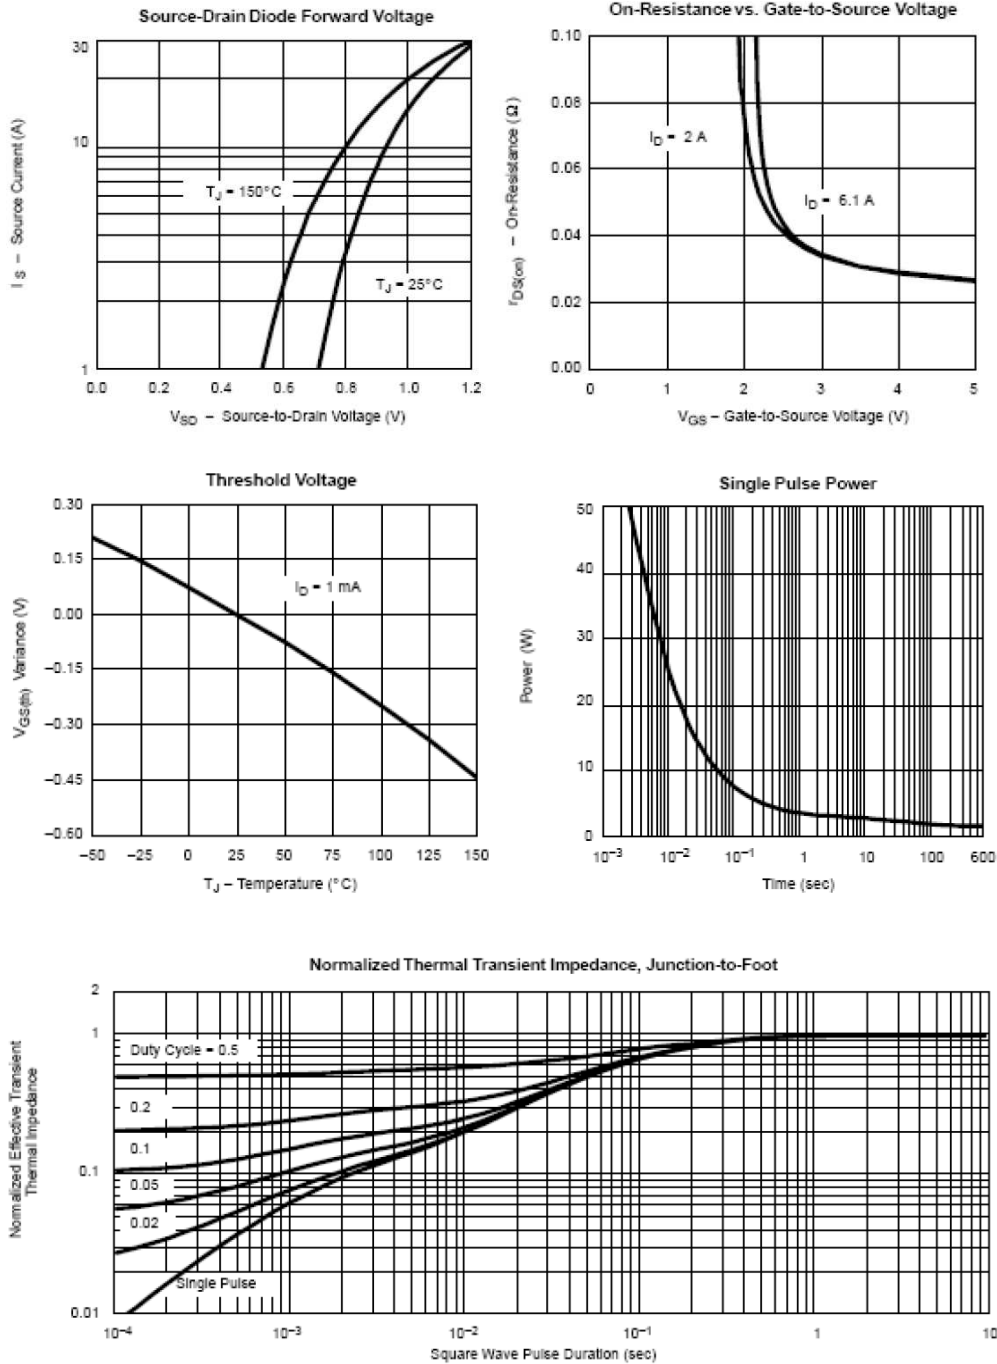 Source-Drain Diode Forward Voltage
I S – Source Current (A)
30
10
1
T J = 150°C
T J = 25°C
0.0 0.2 0.4 0.6 0.8 1.0 1.2
V SD – Source-to-Drain Voltage (V)
On-Resistance vs. Gate-to-Source Voltage
r DS(on) – On-Resistance (Ω)
0.10
0.08
0.06
0.04
0.02
0.00
I D = 2 A
I D = 6.1 A
0 1 2 3 4 5
V GS – Gate-to-Source Voltage (V)
Threshold Voltage
V GS(th) Variance (V)
0.30
0.15
0.00
–0.15
–0.30
–0.45
–0.60
I D = 1 mA
–50 –25 0 25 50 75 100 125 150
T J – Temperature (°C)
Single Pulse Power
Power (W)
50
40
30
20
10
0
10–3 10–2 10–1 1 10 100 600
Time (sec)
Normalized Thermal Transient Impedance, Junction-to-Foot
Normalized Effective Transient
Thermal Impedance
2
1
0.1
0.01
Duty Cycle = 0.5
0.2
0.1
0.05
0.02
Single Pulse
10–4 10–3 10–2 10–1 1 10
Square Wave Pulse Duration (sec)